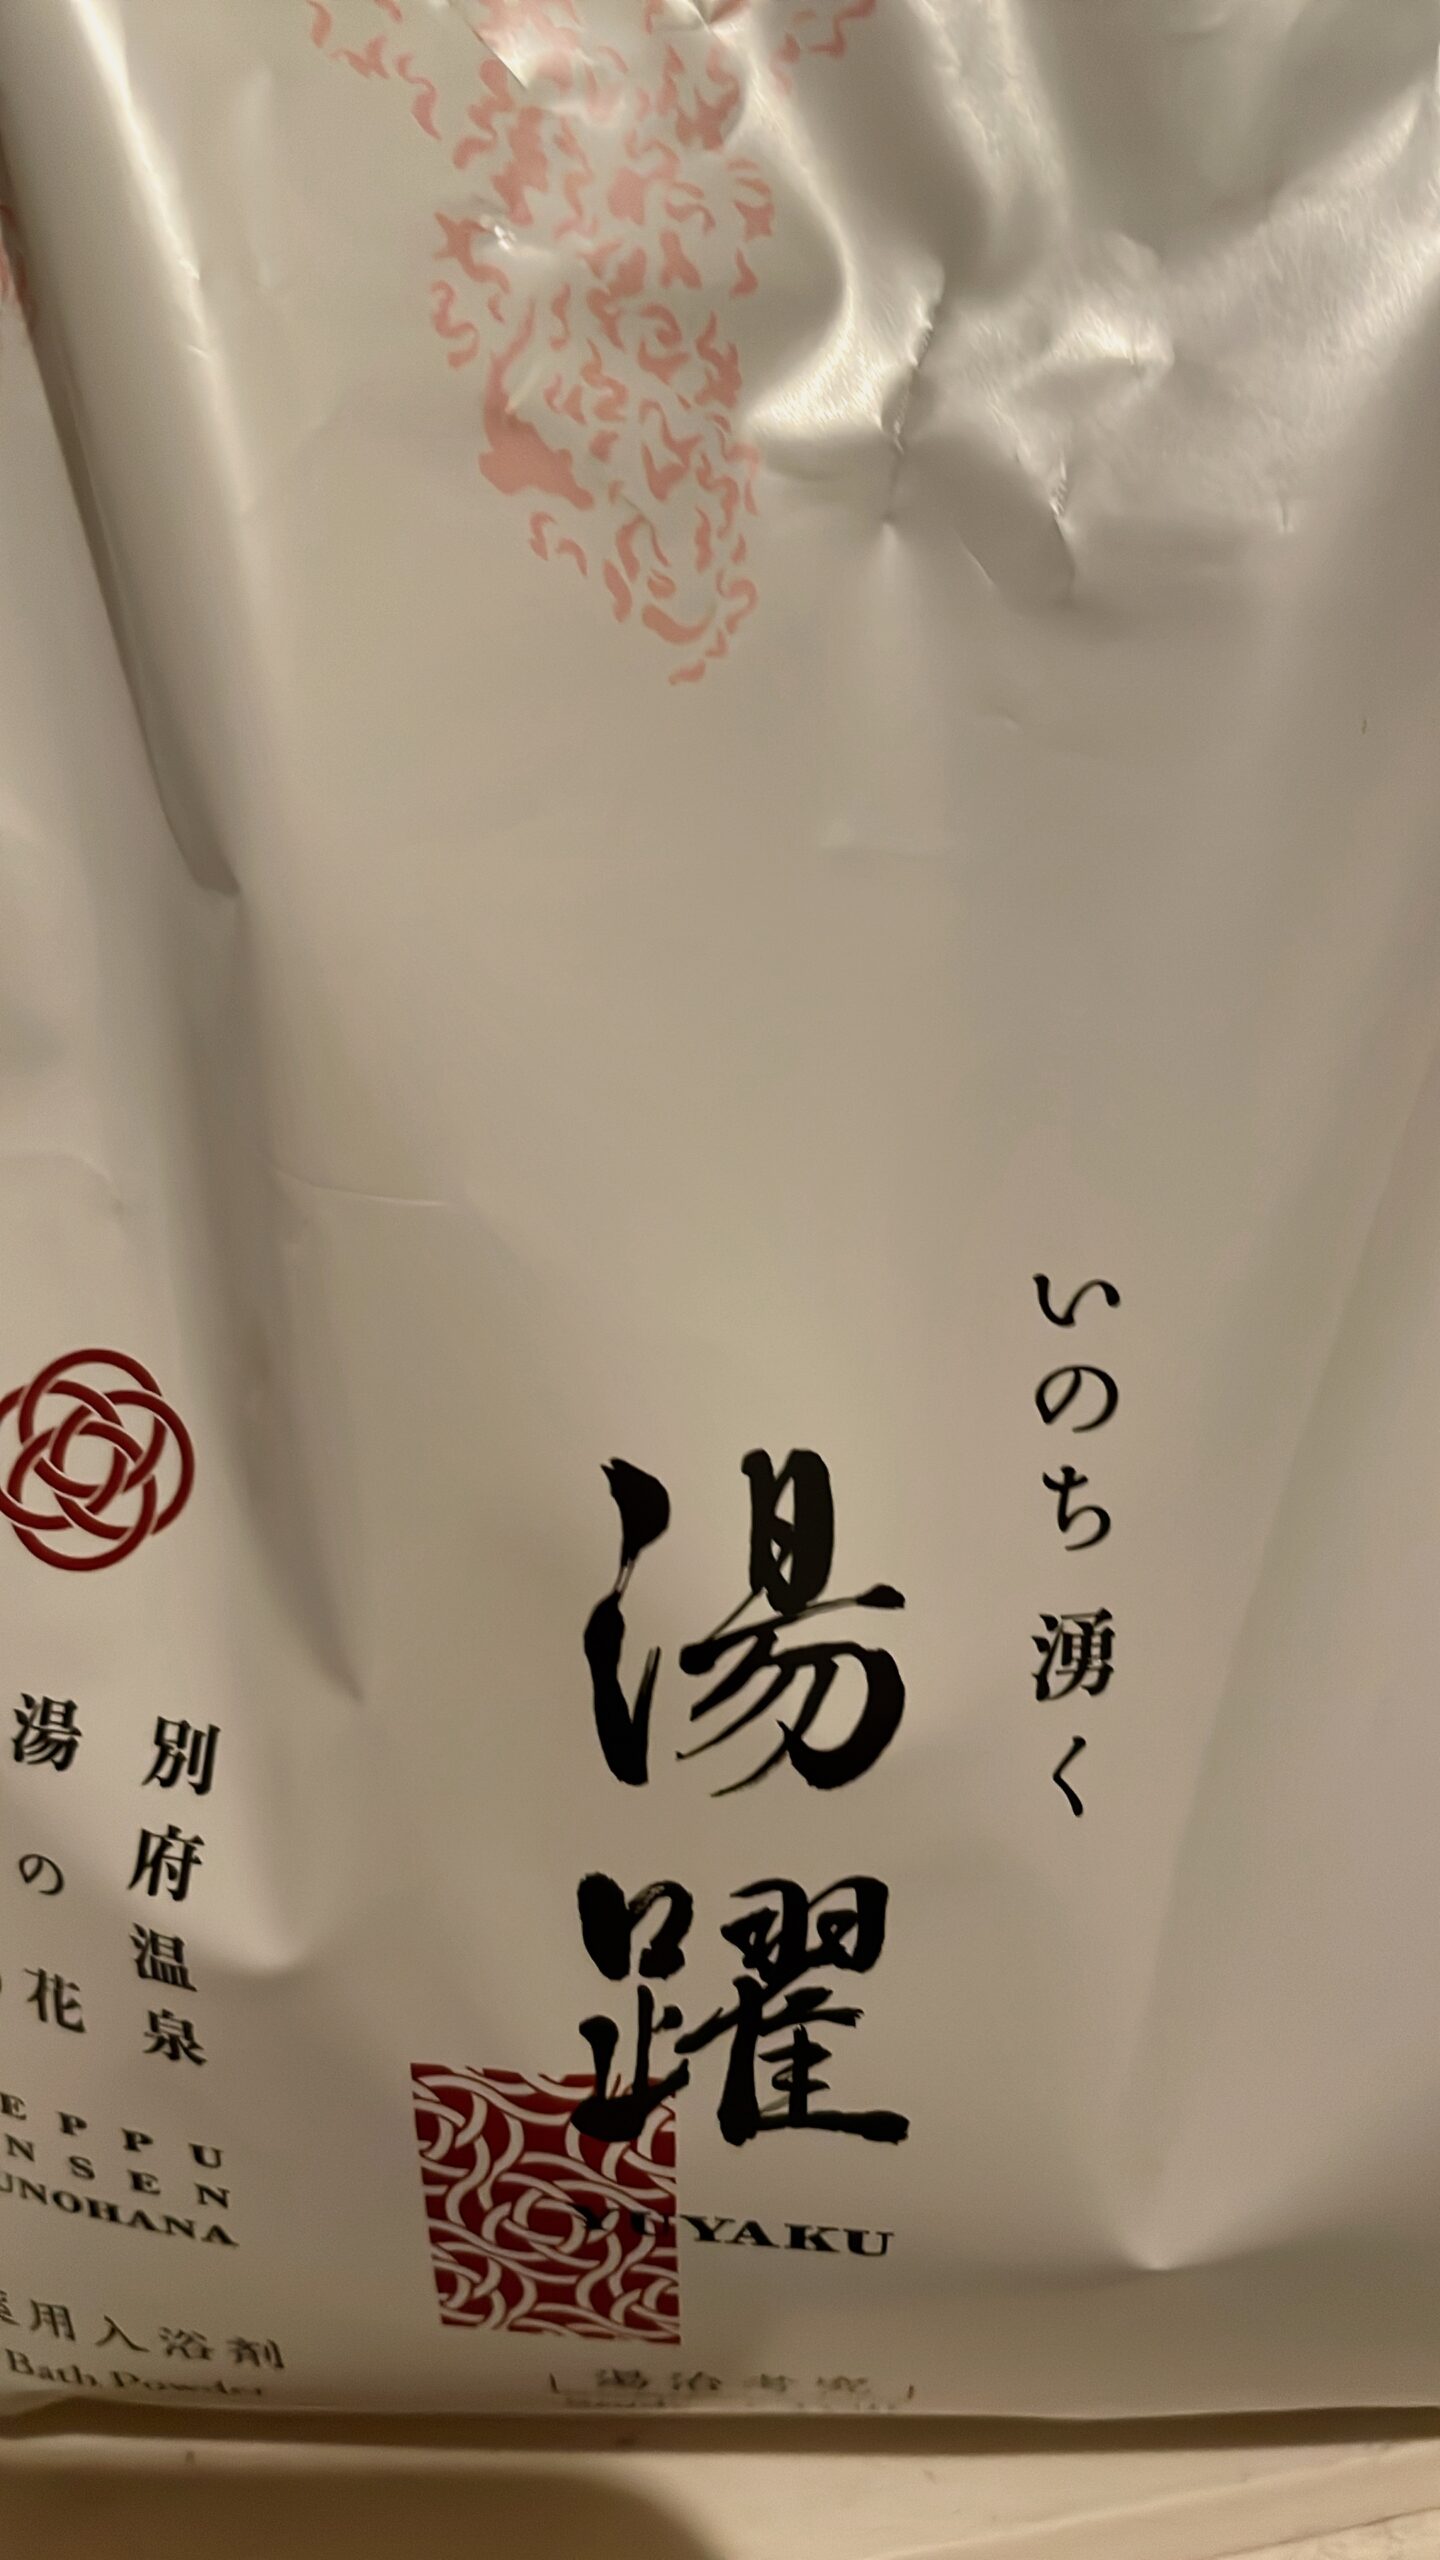 いのち湧く
湯躍
YUYAKU
別府温泉
湯の花
EPPU
NSEN
UNOHANA
用入浴剤
Bath Powder